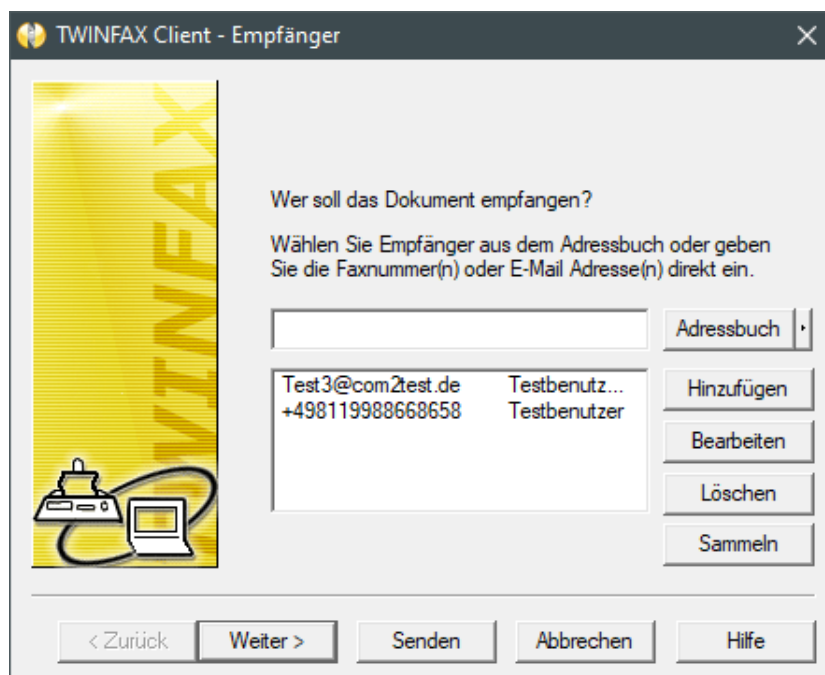 TWINFAX Client - Empfänger
TWINFAX
Wer soll das Dokument empfangen?
Wählen Sie Empfänger aus dem Adressbuch oder geben
Sie die Faxnummer(n) oder E-Mail Adresse(n) direkt ein.
Adressbuch
Test3@com2test.de Testbenutz...
+498119988668658 Testbenutzer
Hinzufügen
Bearbeiten
Löschen
Sammeln
< Zurück Weiter > Senden Abbrechen Hilfe